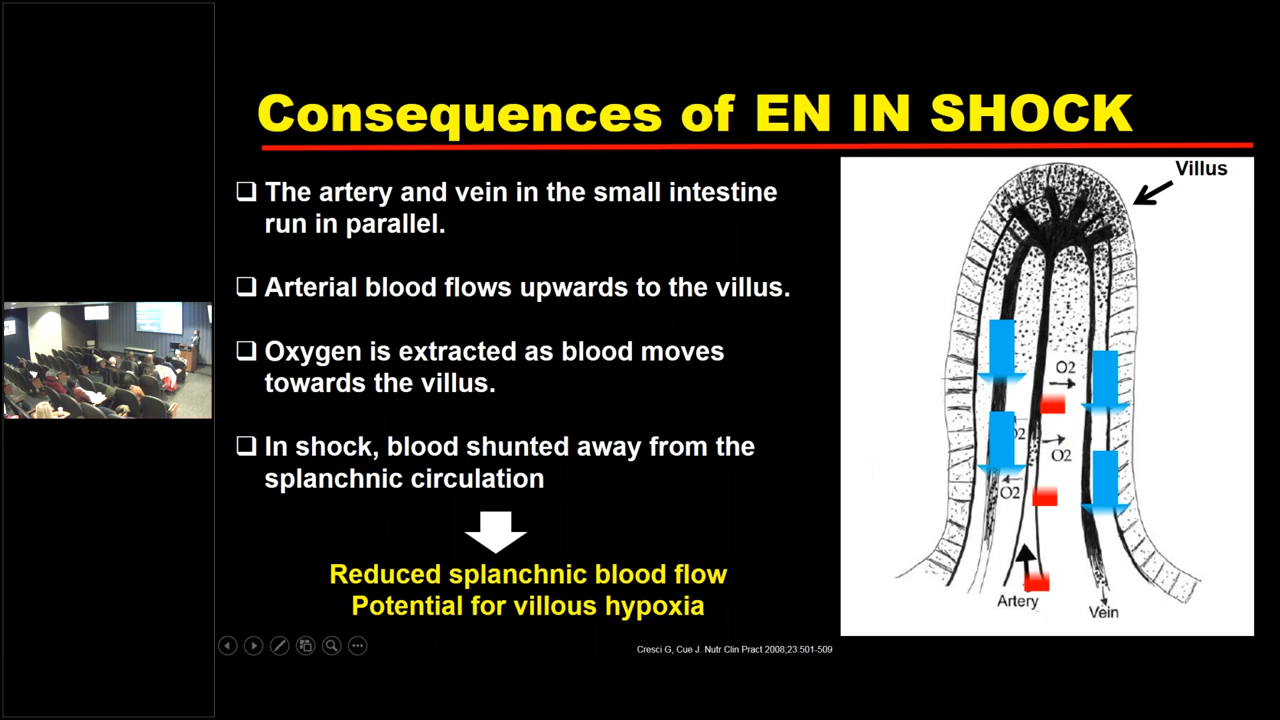 Consequences of EN IN SHOCK
The artery and vein in the small intestine
run in parallel.
Arterial blood flows upwards to the villus.
Oxygen is extracted as blood moves
towards the villus.
In shock, blood shunted away from the
splanchnic circulation
Reduced splanchnic blood flow
Potential for villous hypoxia
Villus
O2
O2
O2
O2
Artery
Vein
Cresci G, Cue J. Nutr Clin Pract 2008;23:501-509